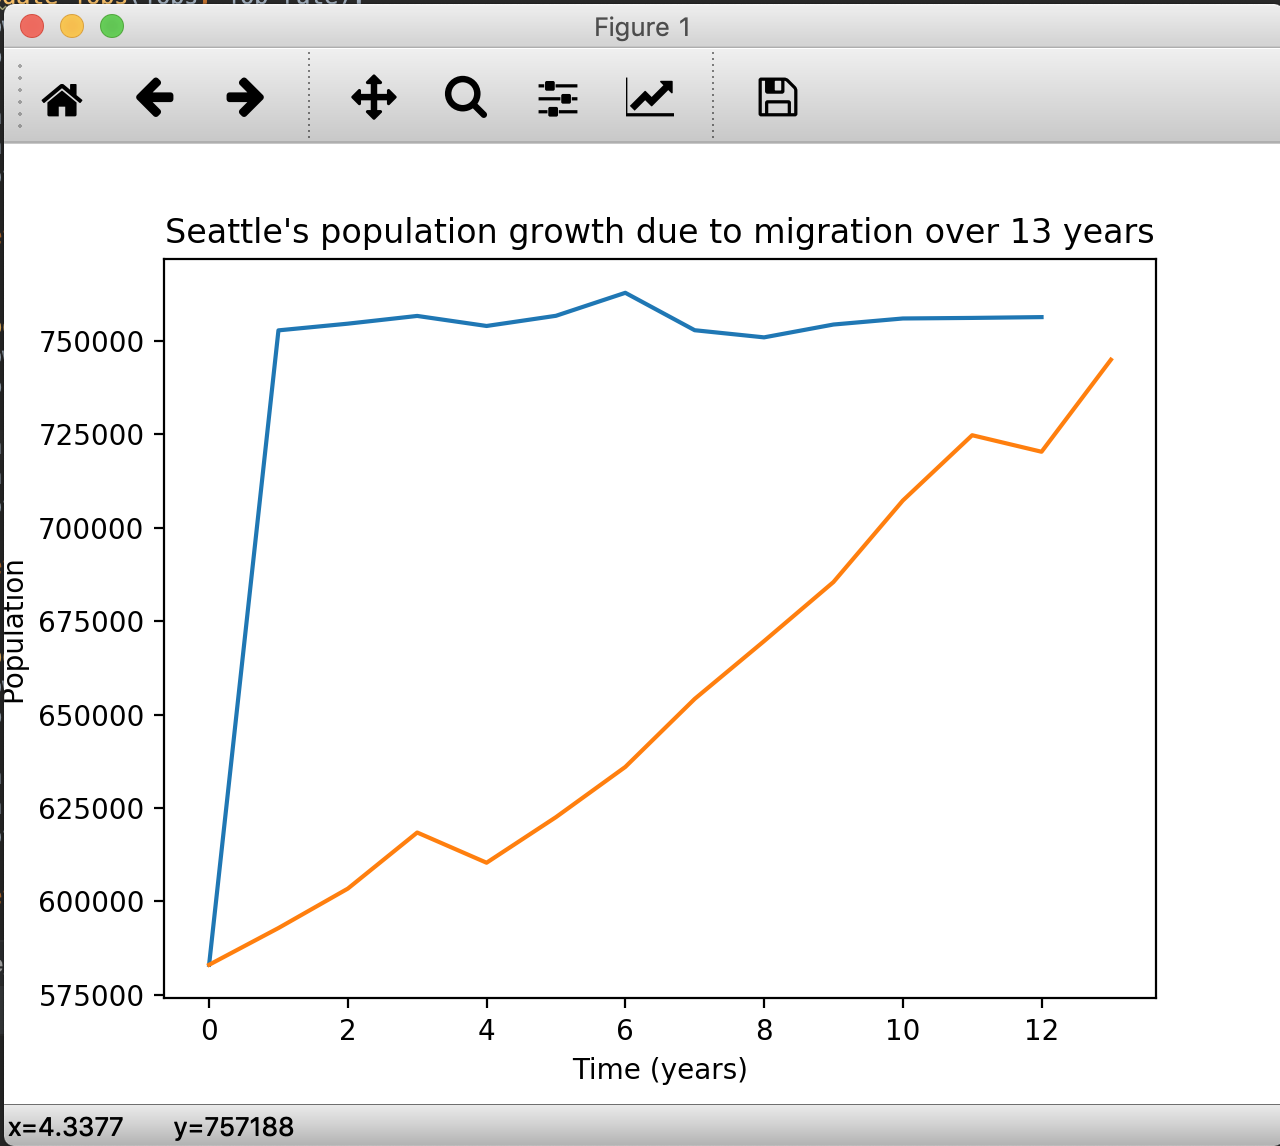 Figure 1
Seattle's population growth due to migration over 13 years
750000
725000
700000
675000
650000
625000
600000
575000
Population
0 2 4 6 8 10 12
Time (years)
x=4.3377 y=757188